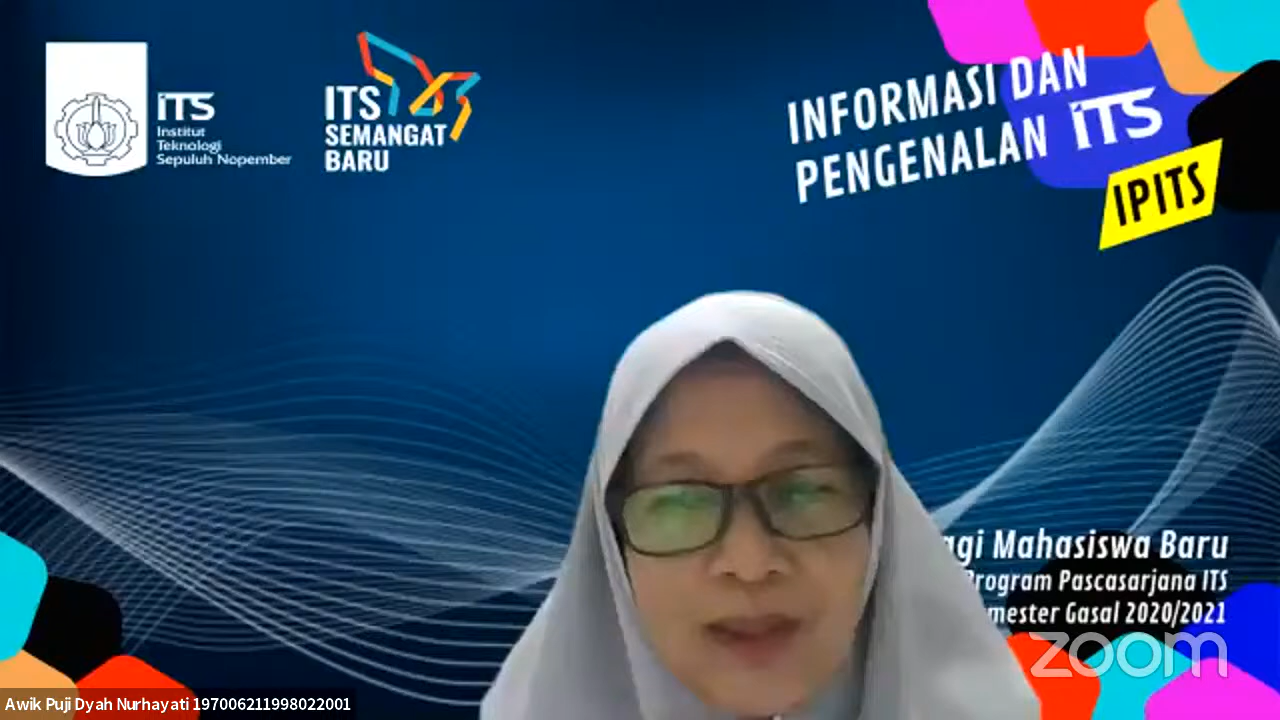 ITS
Institut
Teknologi
Sepuluh Nopember
ITS
SEMANGAT
BARU
INFORMASI DAN
PENGENALAN ITS
IPITS
agi Mahasiswa Baru
Program Pascasarjana ITS
mester Gasal 2020/2021
zoom
Awik Puji Dyah Nurhayati 197006211998022001